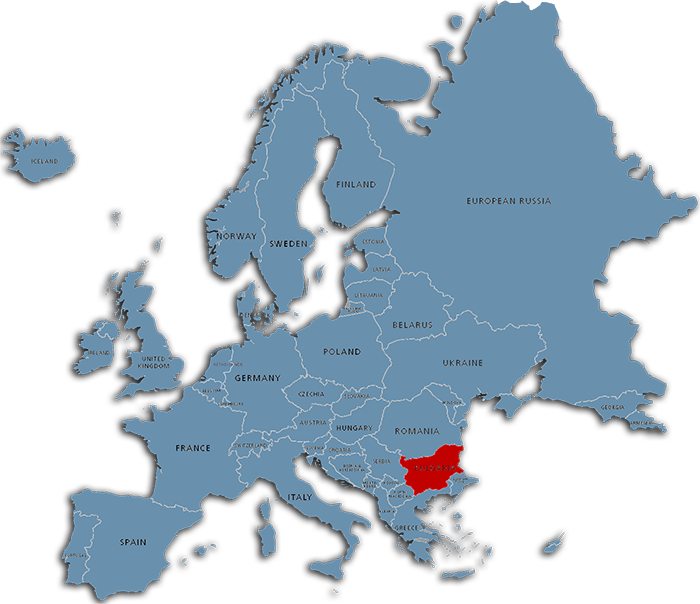 ICELAND
FINLAND
EUROPEAN RUSSIA
NORWAY
SWEDEN
ESTONIA
LATVIA
LITHUANIA
BELARUS
IRELAND
UNITED
KINGDOM
POLAND
GERMANY
UKRAINE
CZECHIA
SLOVAKIA
AUSTRIA
HUNGARY
ROMANIA
GEORGIA
FRANCE
SWITZERLAND
CROATIA
SERBIA
BULGARIA
ITALY
GREECE
SPAIN